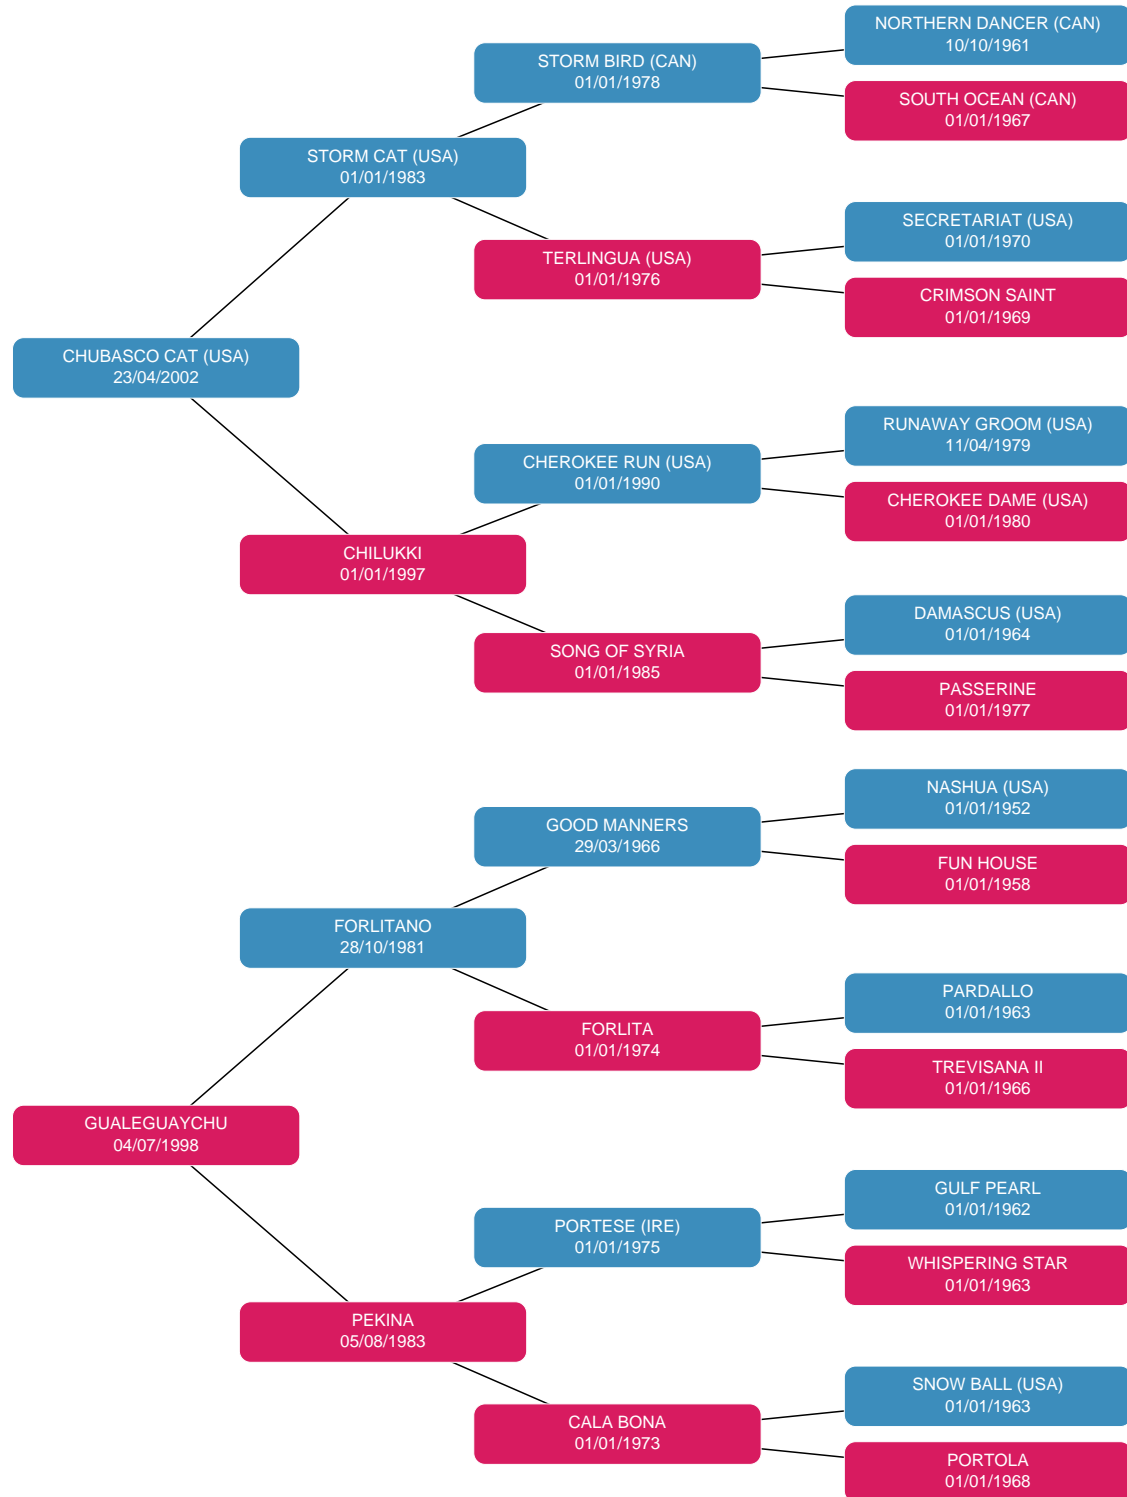 NORTHERN DANCER (CAN)
10/10/1961
STORM BIRD (CAN)
01/01/1978
SOUTH OCEAN (CAN)
01/01/1967
STORM CAT (USA)
01/01/1983
SECRETARIAT (USA)
01/01/1970
TERLINGUA (USA)
01/01/1976
CRIMSON SAINT
01/01/1969
CHUBASCO CAT (USA)
23/04/2002
RUNAWAY GROOM (USA)
11/04/1979
CHEROKEE RUN (USA)
01/01/1990
CHEROKEE DAME (USA)
01/01/1980
CHILUKKI
01/01/1997
DAMASCUS (USA)
01/01/1964
SONG OF SYRIA
01/01/1985
PASSERINE
01/01/1977
NASHUA (USA)
01/01/1952
GOOD MANNERS
29/03/1966
FUN HOUSE
01/01/1958
FORLITANO
28/10/1981
PARDALLO
01/01/1963
FORLITA
01/01/1974
TREVISANA II
01/01/1966
GUALEGUAYCHU
04/07/1998
GULF PEARL
01/01/1962
PORTESE (IRE)
01/01/1975
WHISPERING STAR
01/01/1963
PEKINA
05/08/1983
SNOW BALL (USA)
01/01/1963
CALA BONA
01/01/1973
PORTOLA
01/01/1968